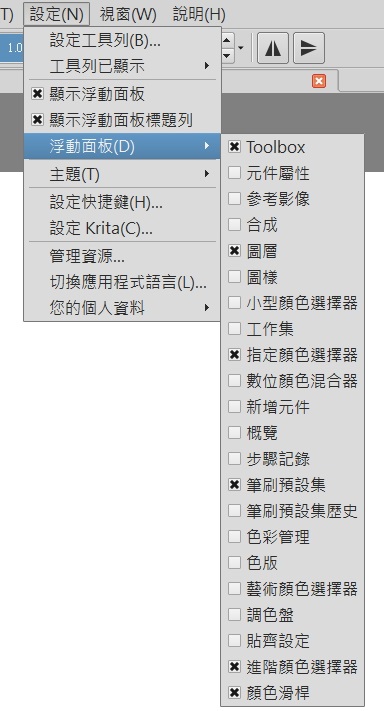 T) 設定(N) 視窗(W) 說明(H)
1.0
設定工具列(B)...
工具列已顯示
顯示浮動面板
顯示浮動面板標題列
浮動面板(D)
主題(T)
設定快捷鍵(H)...
設定 Krita(C)...
管理資源...
切換應用程式語言(L)...
您的個人資料
Toolbox
元件屬性
參考影像
合成
圖層
圖樣
小型顏色選擇器
工作集
指定顏色選擇器
數位顏色混合器
新增元件
概覽
步驟記錄
筆刷預設集
筆刷預設集歷史
色彩管理
色版
藝術顏色選擇器
調色盤
貼齊設定
進階顏色選擇器
顏色滑桿